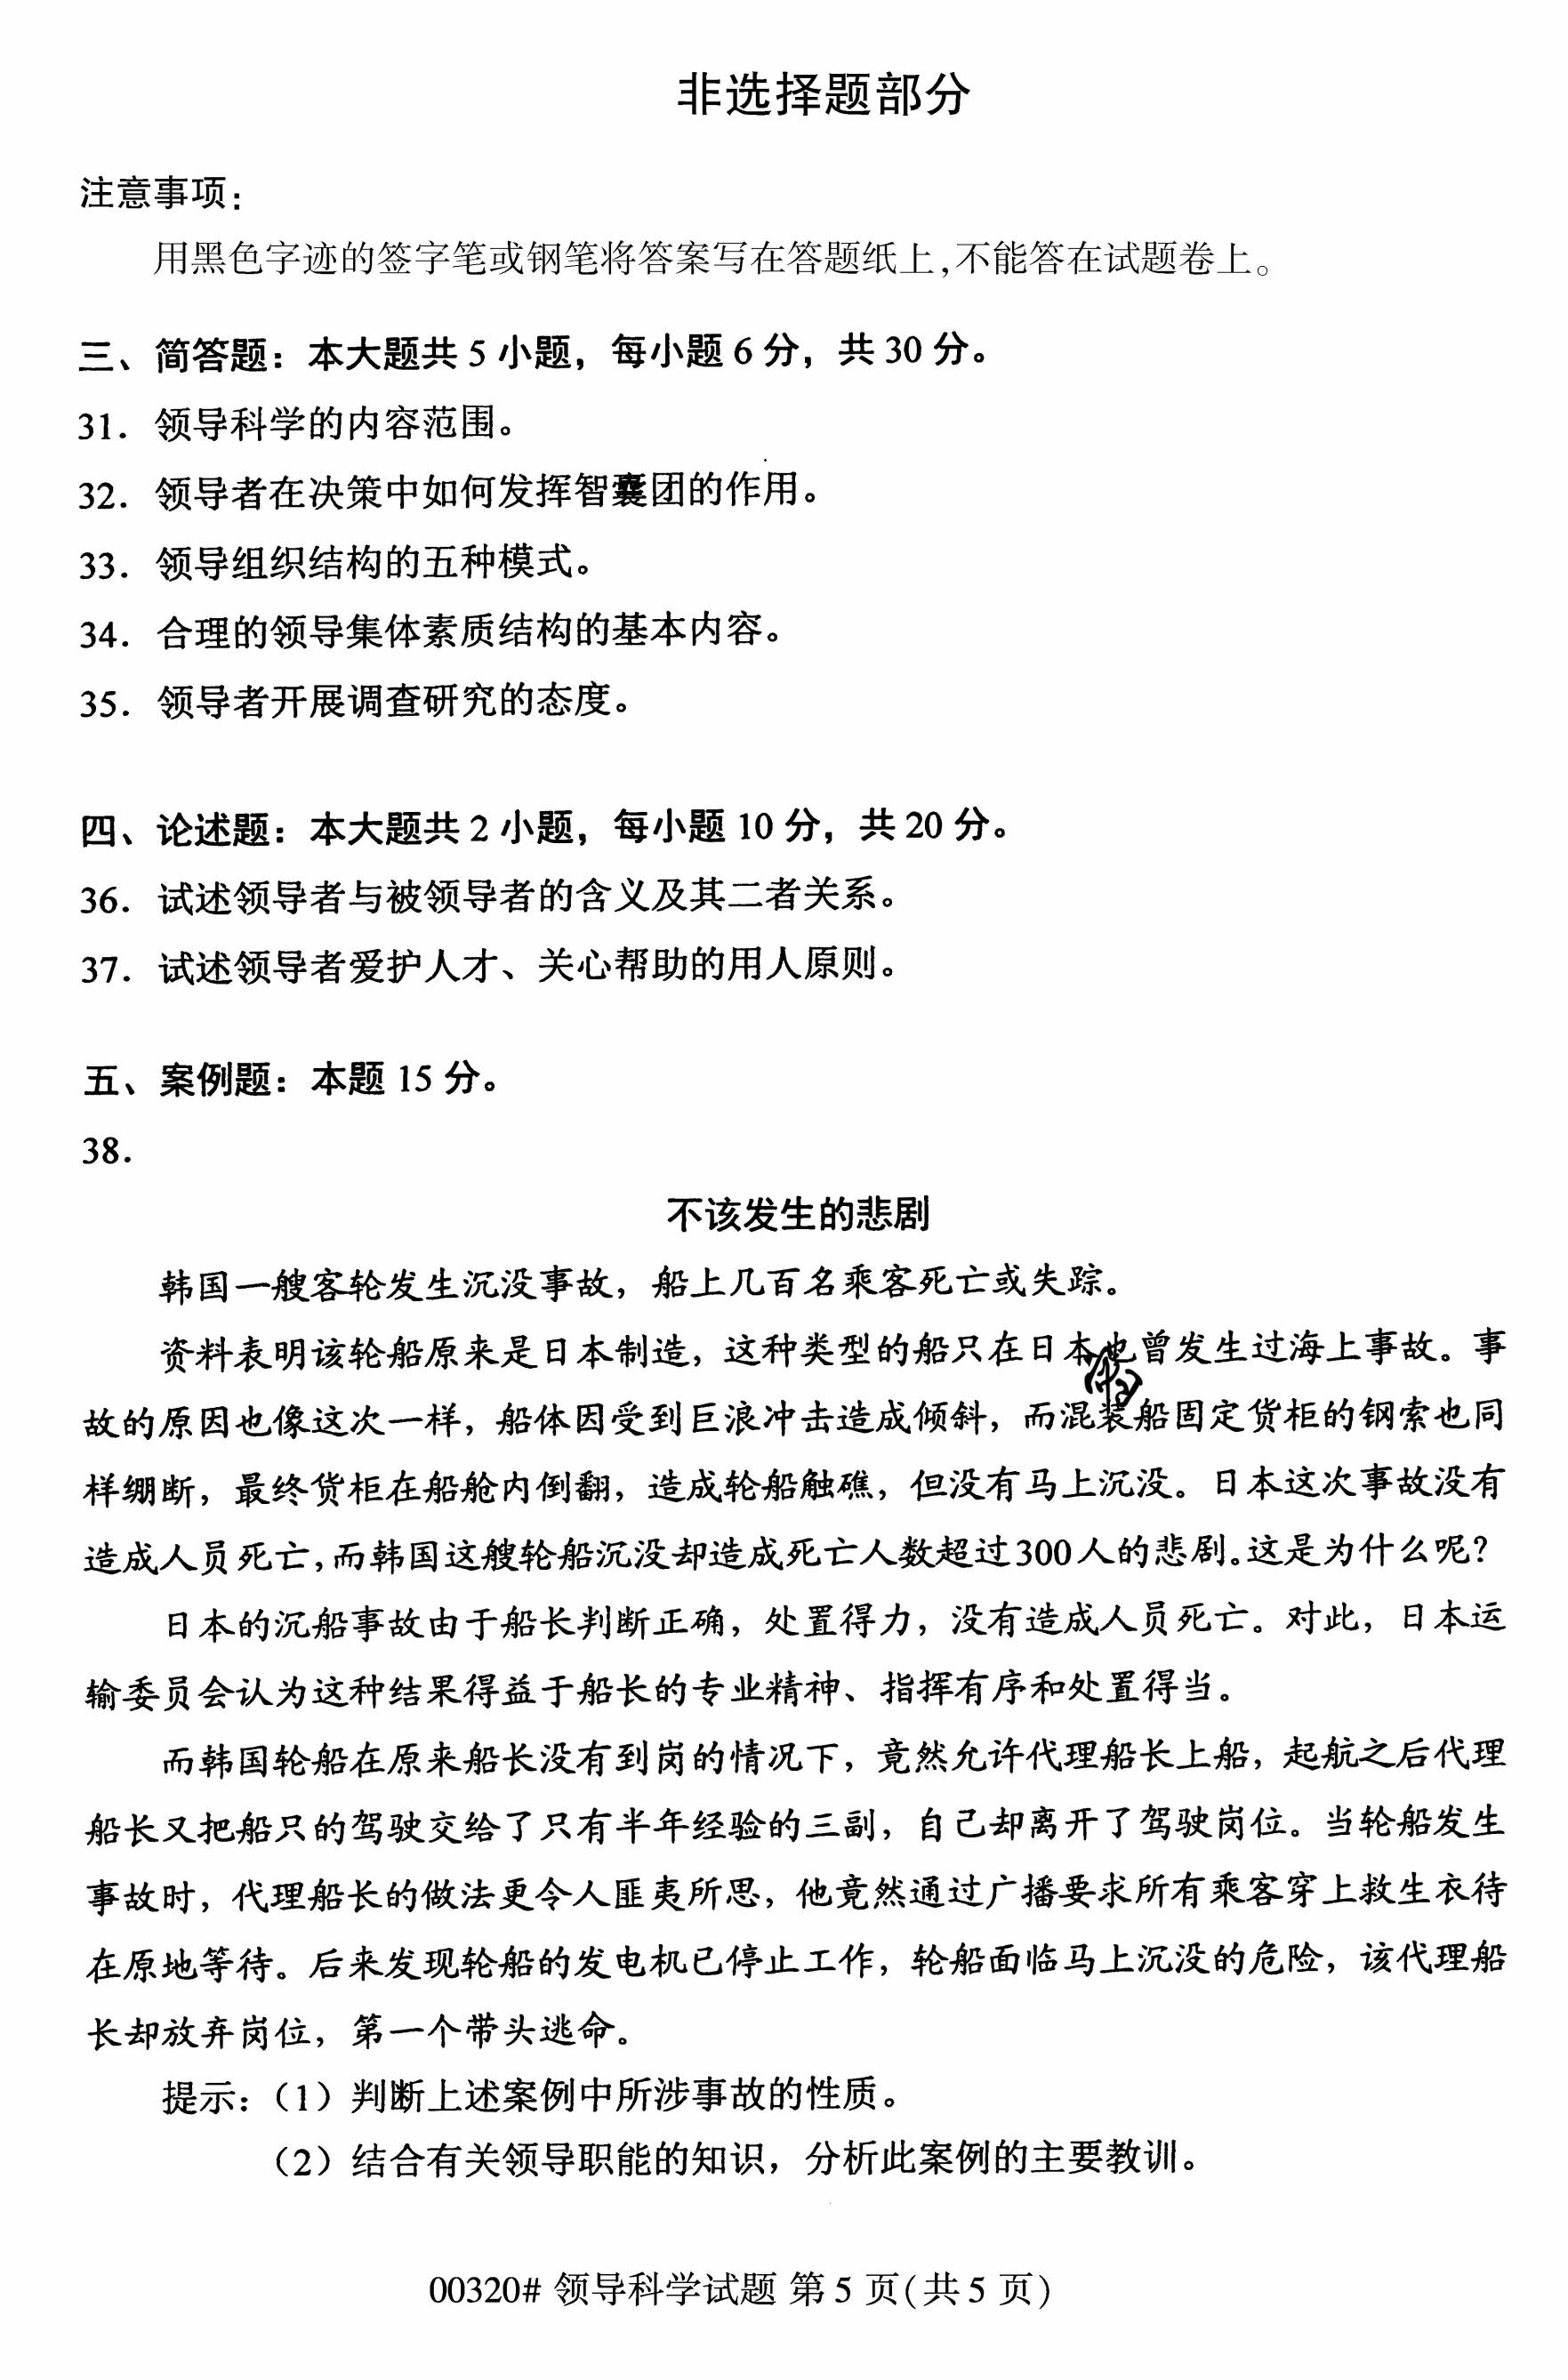 非选择题部分
注意事项：
用黑色字迹的签字笔或钢笔将答案写在答题纸上,不能答在试题卷上。
三、简答题：本大题共 5 小题，每小题 6 分，共 30 分。
31．领导科学的内容范围。
32．领导者在决策中如何发挥智囊团的作用。
33．领导组织结构的五种模式。
34．合理的领导集体素质结构的基本内容。
35．领导者开展调查研究的态度。
四、论述题：本大题共 2 小题，每小题 10 分，共 20 分。
36．试述领导者与被领导者的含义及其二者关系。
37．试述领导者爱护人才、关心帮助的用人原则。
五、案例题：本题 15 分。
38．
不该发生的悲剧
韩国一艘客轮发生沉没事故，船上几百名乘客死亡或失踪。
资料表明该轮船原来是日本制造，这种类型的船只在日本也曾发生过海上事故。事
故的原因也像这次一样，船体因受到巨浪冲击造成倾斜，而混装船固定货柜的钢索也同
样绷断，最终货柜在船舱内倒翻，造成轮船触礁，但没有马上沉没。日本这次事故没有
造成人员死亡，而韩国这艘轮船沉没却造成死亡人数超过300人的悲剧。这是为什么呢？
日本的沉船事故由于船长判断正确，处置得力，没有造成人员死亡。对此，日本运
输委员会认为这种结果得益于船长的专业精神、指挥有序和处置得当。
而韩国轮船在原来船长没有到岗的情况下，竟然允许代理船长上船，起航之后代理
船长又把船只的驾驶交给了只有半年经验的三副，自己却离开了驾驶岗位。当轮船发生
事故时，代理船长的做法更令人匪夷所思，他竟然通过广播要求所有乘客穿上救生衣待
在原地等待。后来发现轮船的发电机已停止工作，轮船面临马上沉没的危险，该代理船
长却放弃岗位，第一个带头逃命。
提示：（1）判断上述案例中所涉事故的性质。
（2）结合有关领导职能的知识，分析此案例的主要教训。
00320# 领导科学试题 第 5 页(共 5 页)